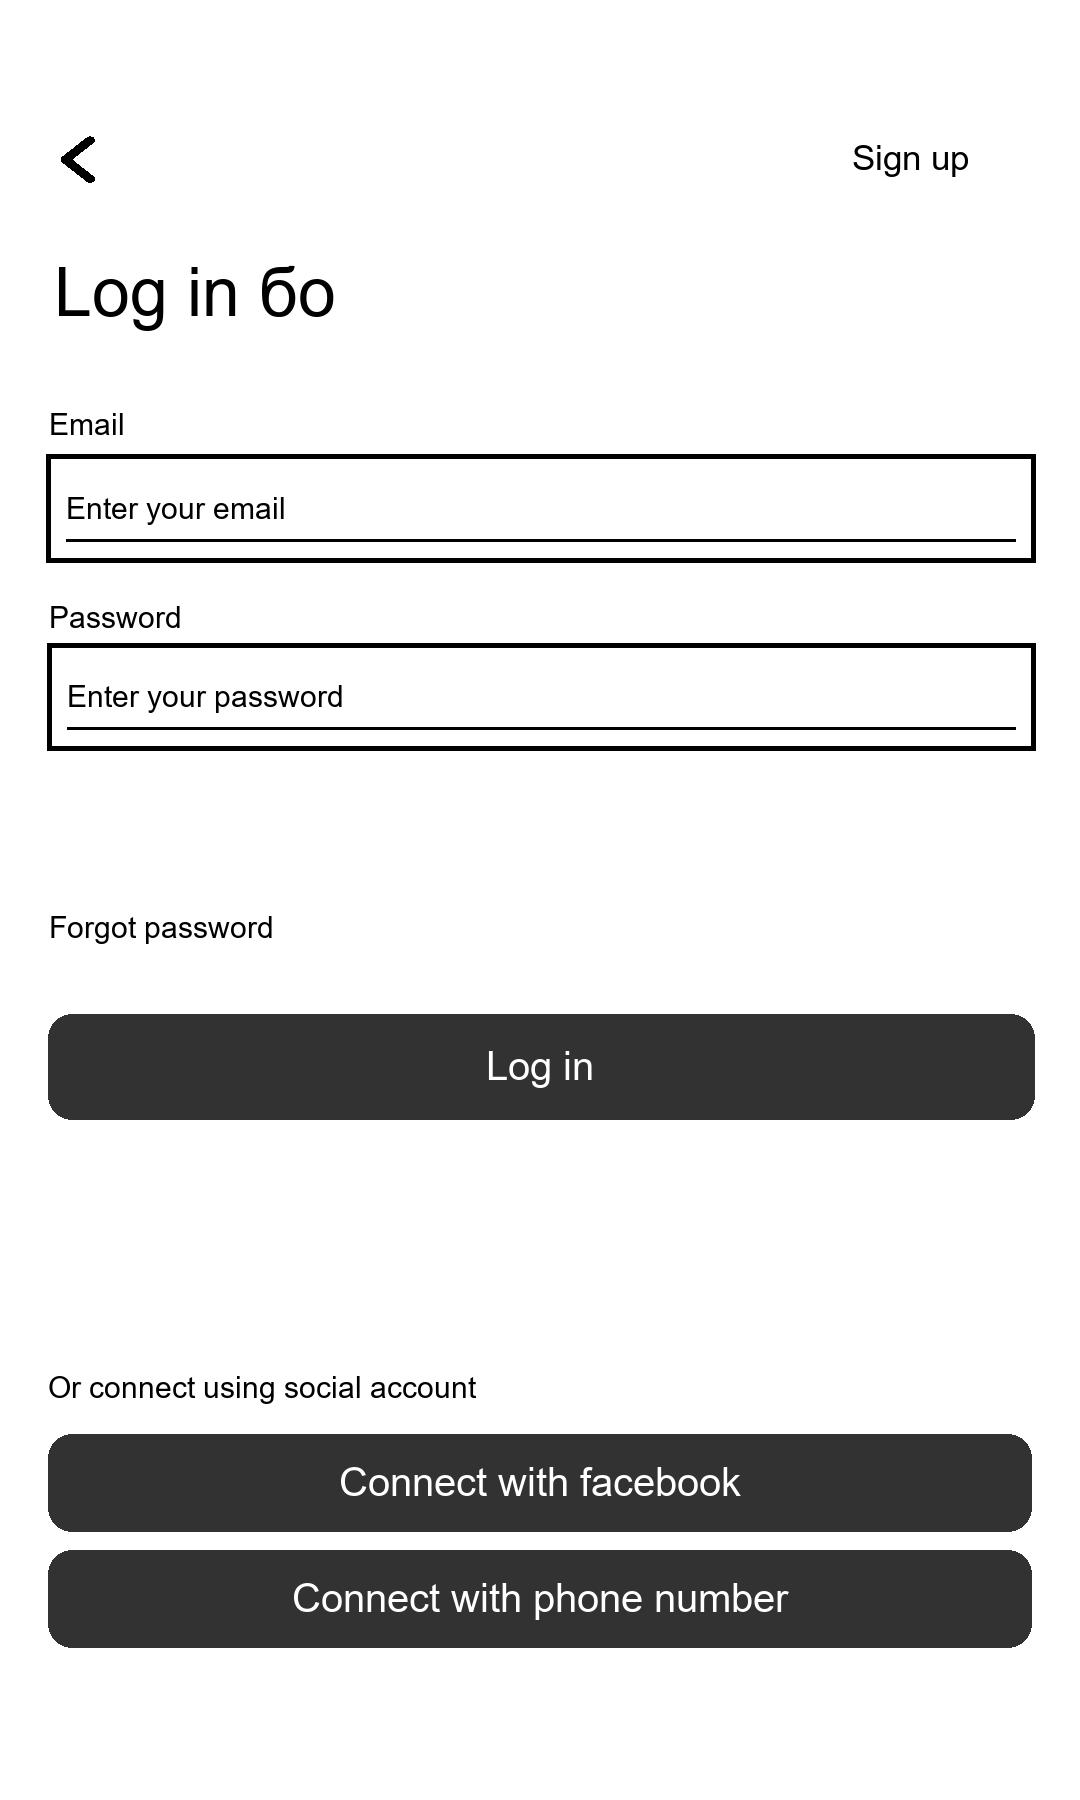 Sign up
Log in бо
Email
Enter your email
Password
Enter your password
Forgot password
Log in
Or connect using social account
Connect with facebook
Connect with phone number